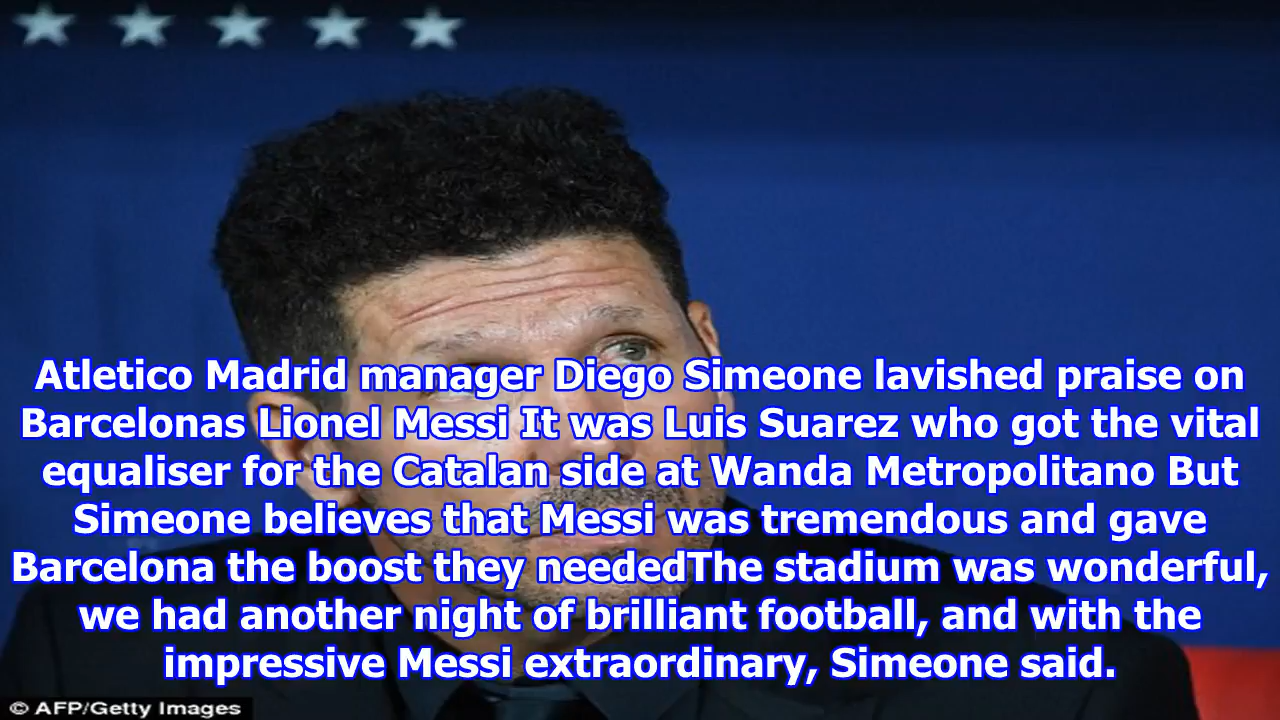 Atletico Madrid manager Diego Simeone lavished praise on
Barcelonas Lionel Messi It was Luis Suarez who got the vital
equaliser for the Catalan side at Wanda Metropolitano But
Simeone believes that Messi was tremendous and gave
Barcelona the boost they neededThe stadium was wonderful,
we had another night of brilliant football, and with the
impressive Messi extraordinary, Simeone said.
© AFP/Getty Images